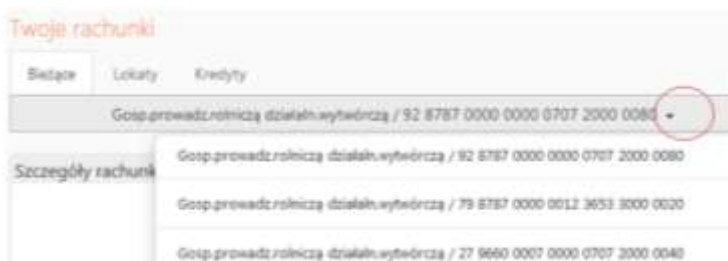 Twoje rachunki
Bieżące Lokaty Kredyty
Gosp.prowadz.rolniczą działaln.wytwórczą / 92 8787 0000 0000 0707 2000 0080
Gosp.prowadz.rolniczą działaln.wytwórczą / 92 8787 0000 0000 0707 2000 0080
Szczegóły rachunk
Gosp.prowadz.rolniczą działaln.wytwórczą / 79 8787 0000 0012 3653 3000 0020
Gosp.prowadz.rolniczą działaln.wytwórczą / 27 9660 0007 0000 0707 2000 0040